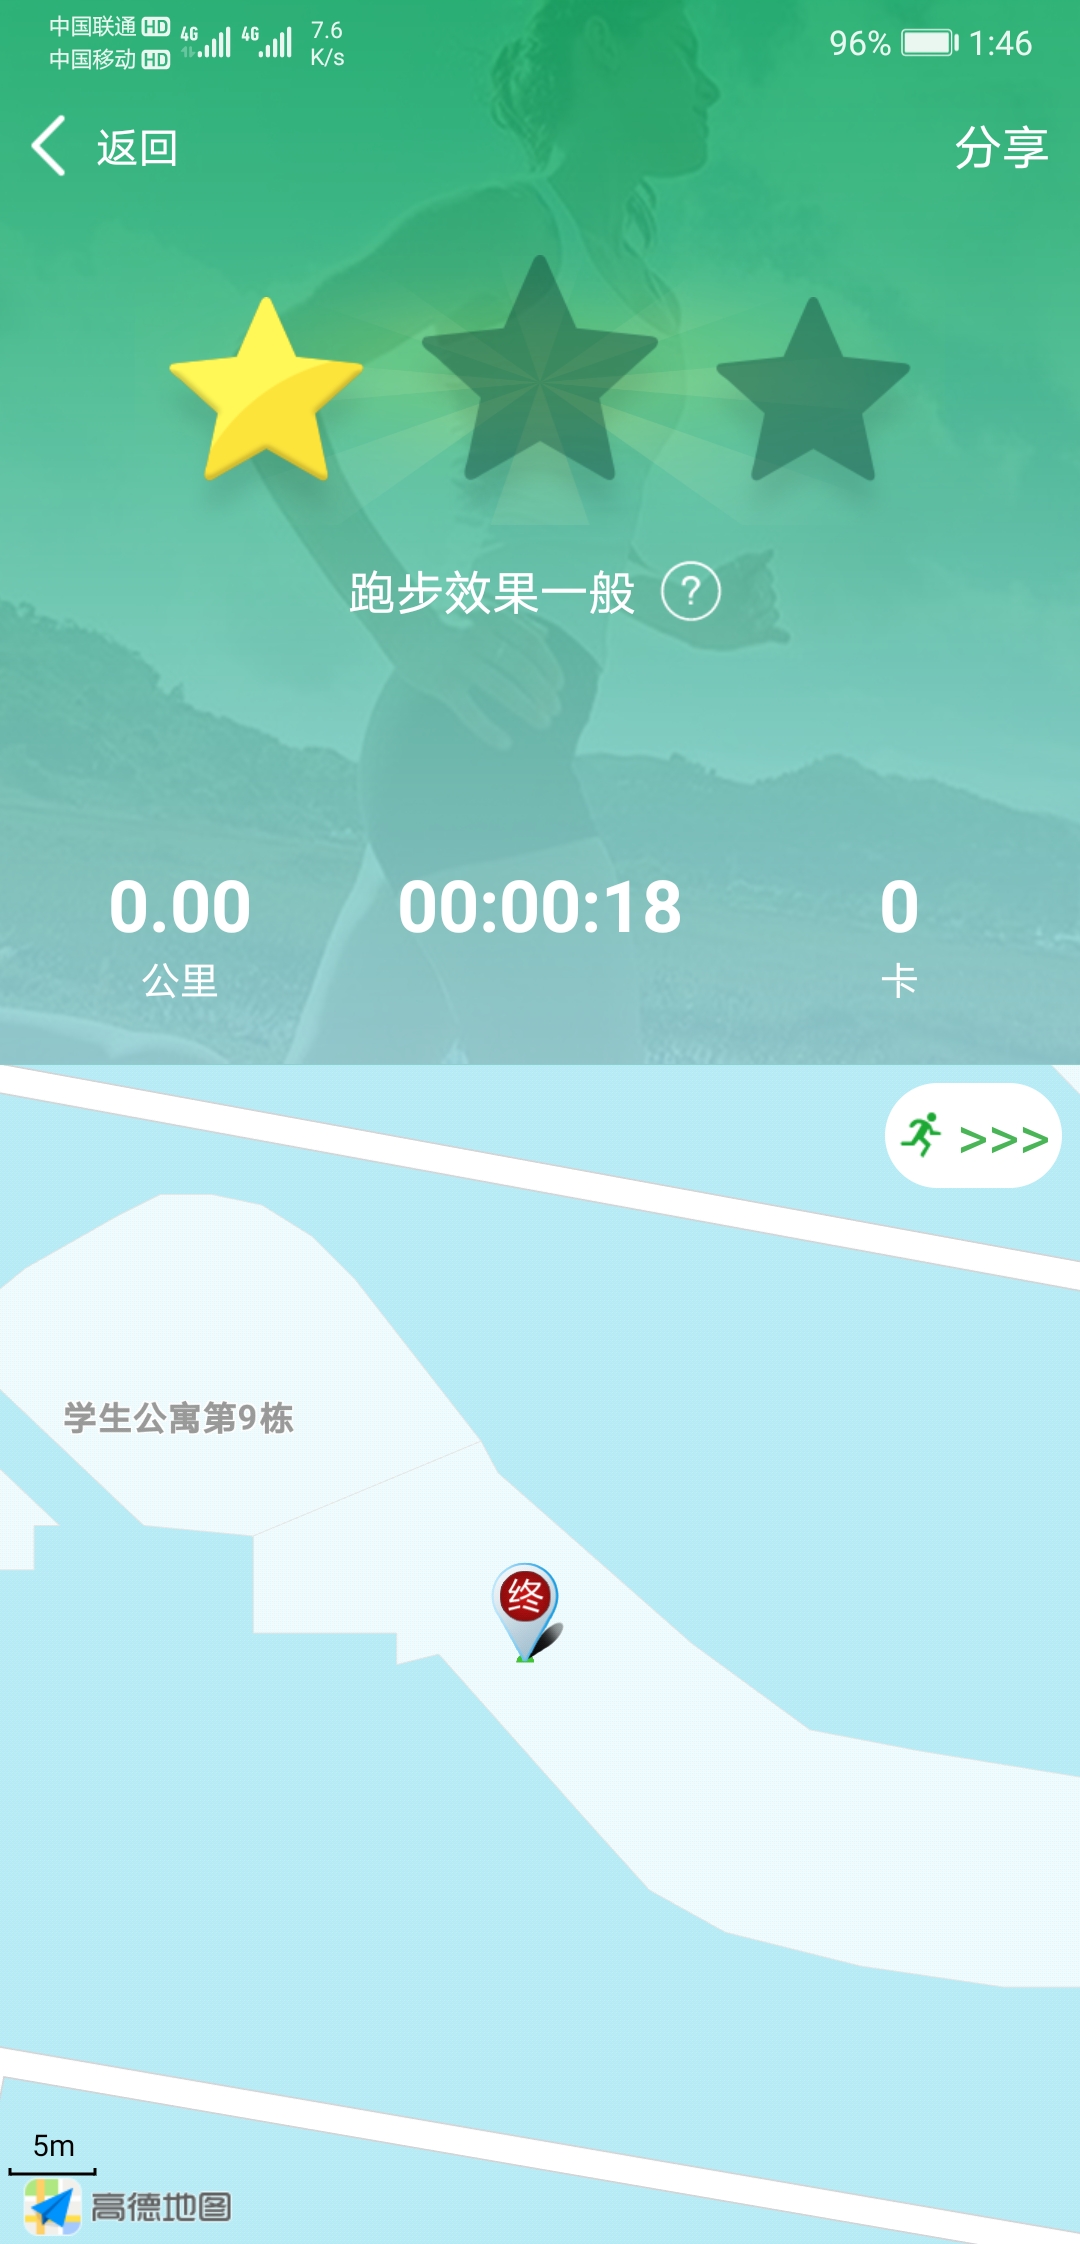 中国联通 HD 4G 4G 7.6
中国移动 HD K/s
96% 1:46
返回
分享
跑步效果一般 ?
0.00 00:00:18 0
公里 卡
>>>
学生公寓第9栋
终
5m
高德地图